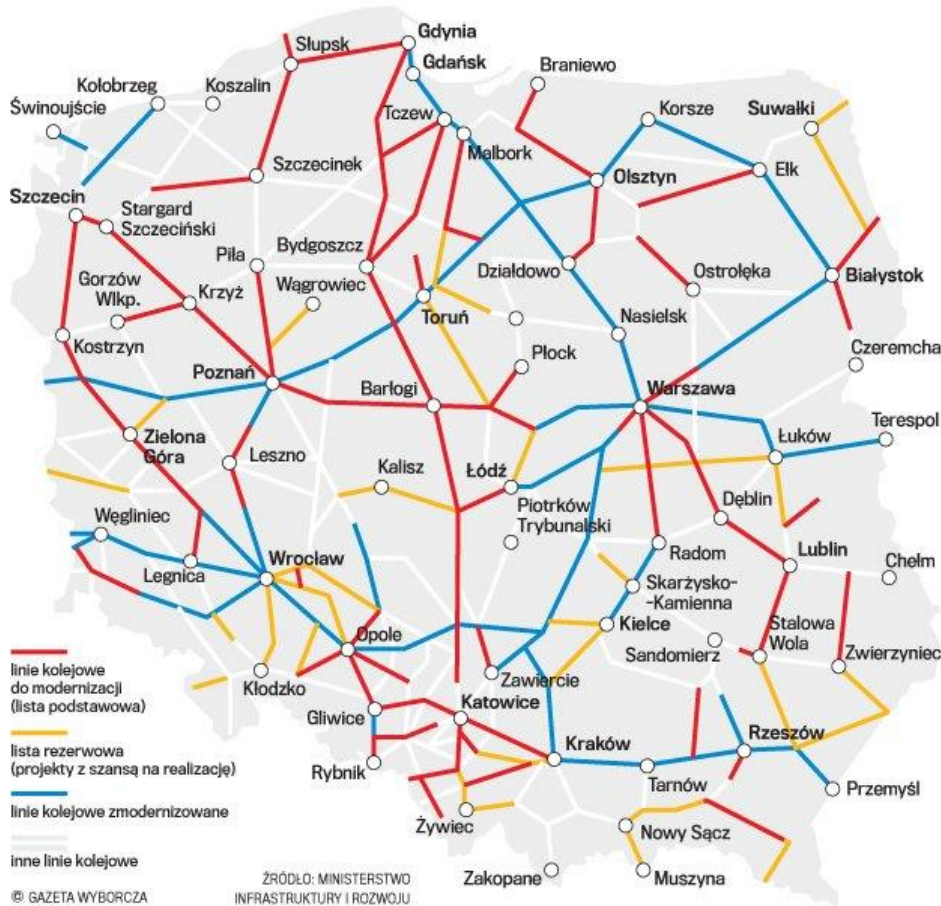 Gdynia
Słupsk
Gdańsk
Braniewo
Kołobrzeg
Koszalin
Świnoujście
Tczew
Korsze
Suwałki
Malbork
Szczecinek
Olsztyn
Ełk
Szczecin
Stargard
Szczeciński
Piła
Bydgoszcz
Działdowo
Ostrołęka
Białystok
Gorzów
Wlkp.
Krzyż
Wągrowiec
Toruń
Nasielsk
Kostrzyn
Płock
Czeremcha
Poznań
Barłogi
Warszawa
Terespol
Zielona
Góra
Leszno
Kalisz
Łódź
Łuków
Piotrków
Trybunalski
Dęblin
Węgliniec
Legnica
Wrocław
Radom
Lublin
Chełm
Skarżysko-
-Kamienna
Opole
Kielce
Stalowa
Wola
Sandomierz
Zwierzyniec
Kłodzko
Zawiercie
Gliwice
Katowice
Kraków
Rzeszów
Rybnik
Tarnów
Przemyśl
Żywiec
Nowy Sącz
Zakopane
Muszyna
linie kolejowe
do modernizacji
(lista podstawowa)
lista rezerwowa
(projekty z szansą na realizację)
linie kolejowe zmodernizowane
inne linie kolejowe
© GAZETA WYBORCZA
ŹRÓDŁO: MINISTERSTWO
INFRASTRUKTURY I ROZWOJU